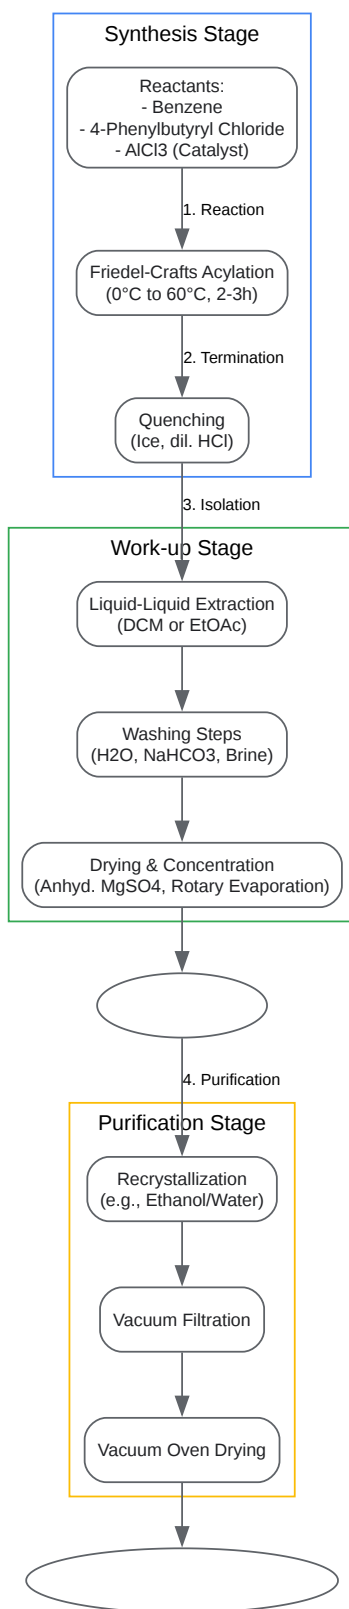 Synthesis Stage
Reactants:
- Benzene
- 4-Phenylbutyryl Chloride
- AlCl3 (Catalyst)
1. Reaction
Friedel-Crafts Acylation
(0°C to 60°C, 2-3h)
2. Termination
Quenching
(Ice, dil. HCl)
3. Isolation
Work-up Stage
Liquid-Liquid Extraction
(DCM or EtOAc)
Washing Steps
(H2O, NaHCO3, Brine)
Drying & Concentration
(Anhyd. MgSO4, Rotary Evaporation)
4. Purification
Purification Stage
Recrystallization
(e.g., Ethanol/Water)
Vacuum Filtration
Vacuum Oven Drying